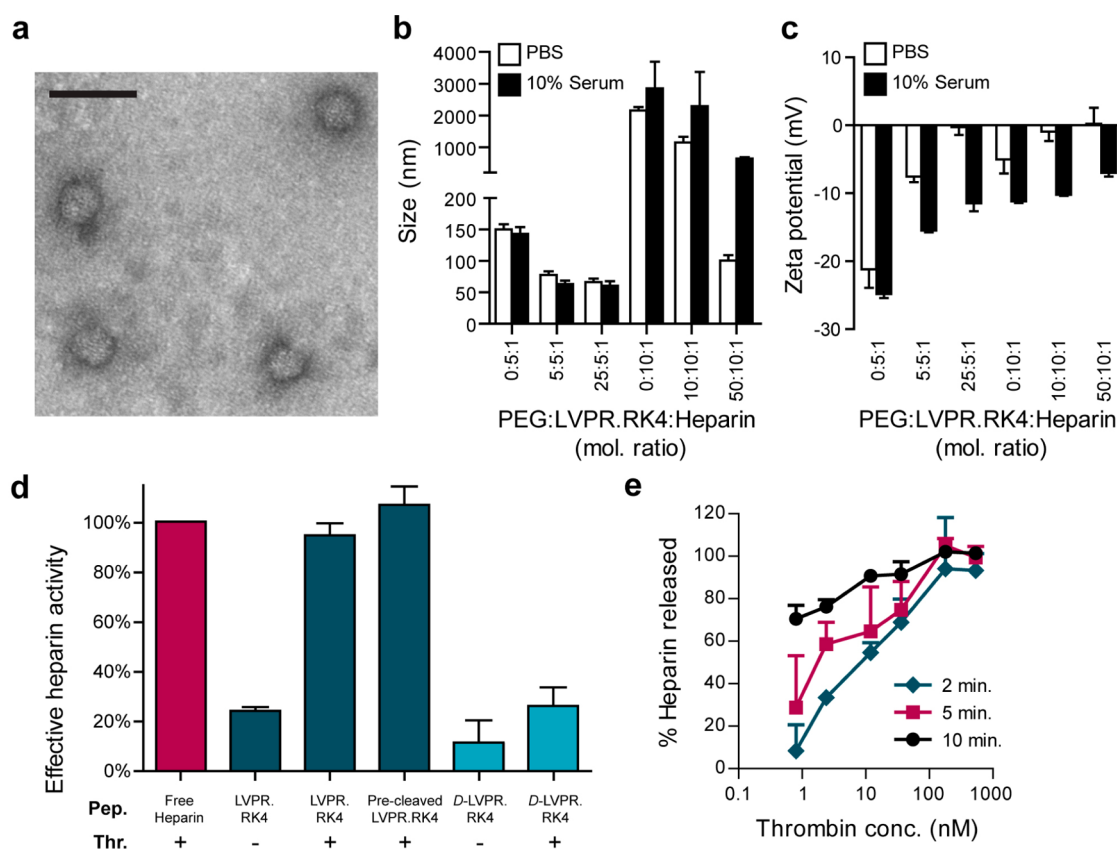 a
b
PBS
10% Serum
4000
3000
2000
1000
200
150
100
50
0
Size (nm)
0:5:1
5:5:1
25:5:1
0:10:1
10:10:1
50:10:1
PEG:LVPR.RK4:Heparin
(mol. ratio)
c
PBS
10% Serum
10
0
-10
-20
-30
Zeta potential (mV)
0:5:1
5:5:1
25:5:1
0:10:1
10:10:1
50:10:1
PEG:LVPR.RK4:Heparin
(mol. ratio)
d
Effective heparin activity
100%
80%
60%
40%
20%
0%
Pep.
Free
Heparin
LVPR.
RK4
LVPR.
RK4
Pre-cleaved
LVPR.RK4
D-LVPR.
RK4
D-LVPR.
RK4
Thr.
+ - + + - +
e
% Heparin released
120
100
80
60
40
20
0
2 min.
5 min.
10 min.
0.1 1 10 100 1000
Thrombin conc. (nM)